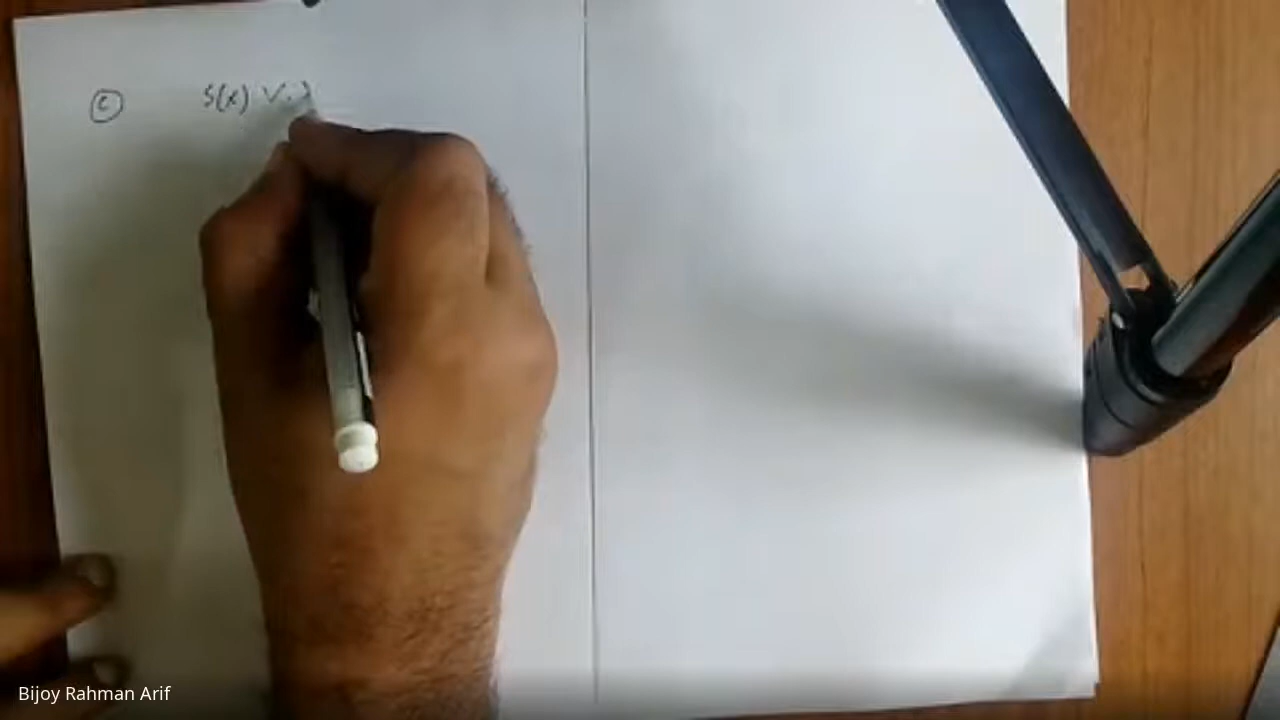 Ⓒ S(x)
Bijoy Rahman Arif